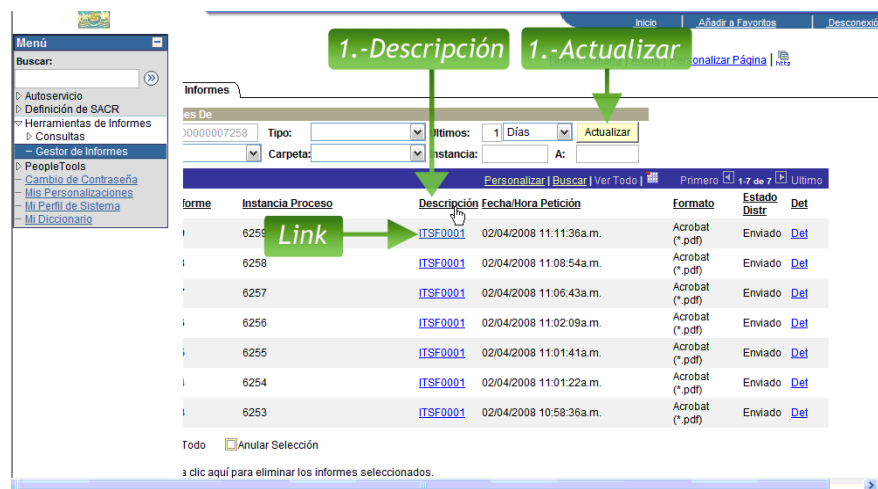 Inicio Añadir a Favoritos Desconexió
Menú
1.-Descripción 1.-Actualizar
Buscar:
Personalizar Página http
Informes
Autoservicio
Definición de SACR
es De
Herramientas de Informes
Consultas
00000007258 Tipo: Ultimos: 1 Días Actualizar
Gestor de Informes
Carpeta: Instancia: A:
PeopleTools
Cambio de Contraseña
Personalizar | Buscar | Ver Todo | Primero 1-7 de 7 Ultimo
Mis Personalizaciones
Mi Perfil de Sistema
Mi Diccionario
forme Instancia Proceso Descripción Fecha/Hora Petición Formato Estado Distr Det
6259 Link ITSF0001 02/04/2008 11:11:36a.m. Acrobat (*.pdf) Enviado Det
6258 ITSF0001 02/04/2008 11:08:54a.m. Acrobat (*.pdf) Enviado Det
6257 ITSF0001 02/04/2008 11:06:43a.m. Acrobat (*.pdf) Enviado Det
6256 ITSF0001 02/04/2008 11:02:09a.m. Acrobat (*.pdf) Enviado Det
6255 ITSF0001 02/04/2008 11:01:41a.m. Acrobat (*.pdf) Enviado Det
6254 ITSF0001 02/04/2008 11:01:22a.m. Acrobat (*.pdf) Enviado Det
6253 ITSF0001 02/04/2008 10:58:36a.m. Acrobat (*.pdf) Enviado Det
Todo Anular Selección
a clic aquí para eliminar los informes seleccionados.